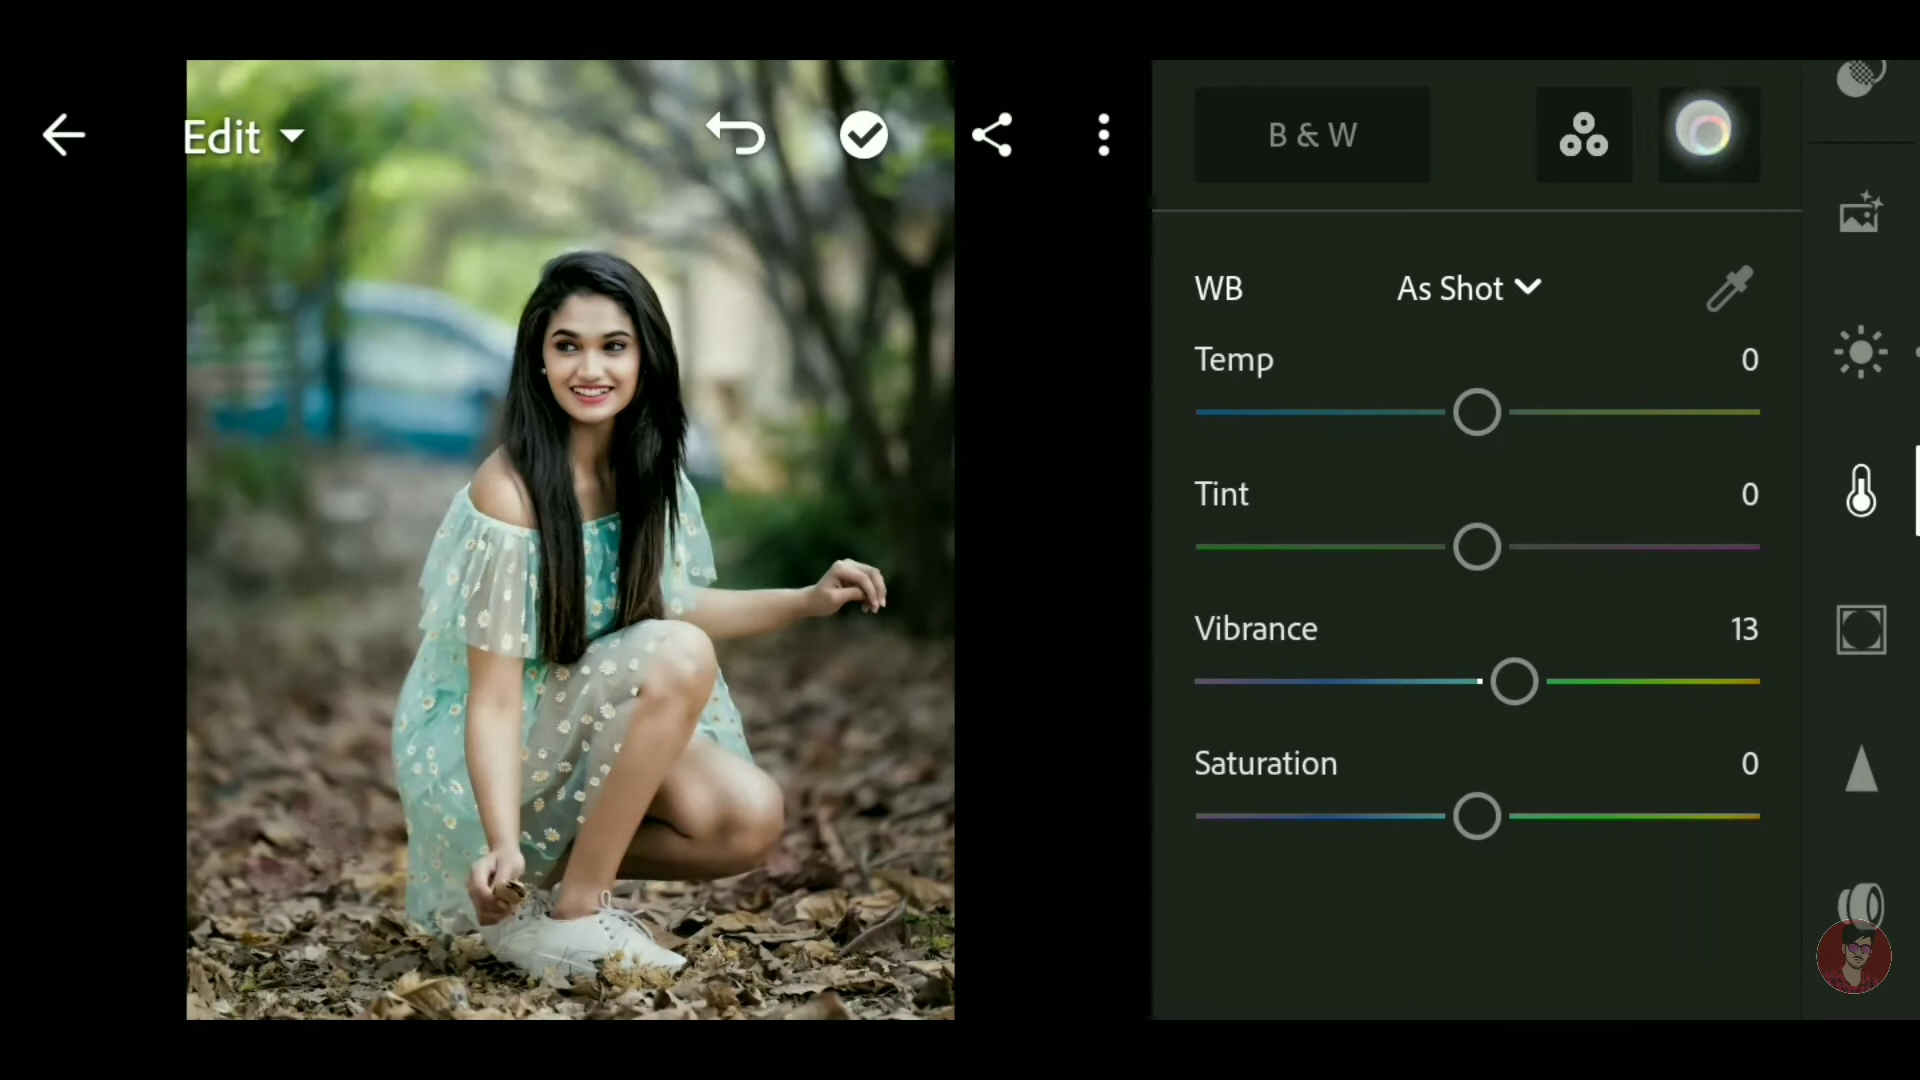 Edit
B & W
WB As Shot
Temp 0
Tint 0
Vibrance 13
Saturation 0